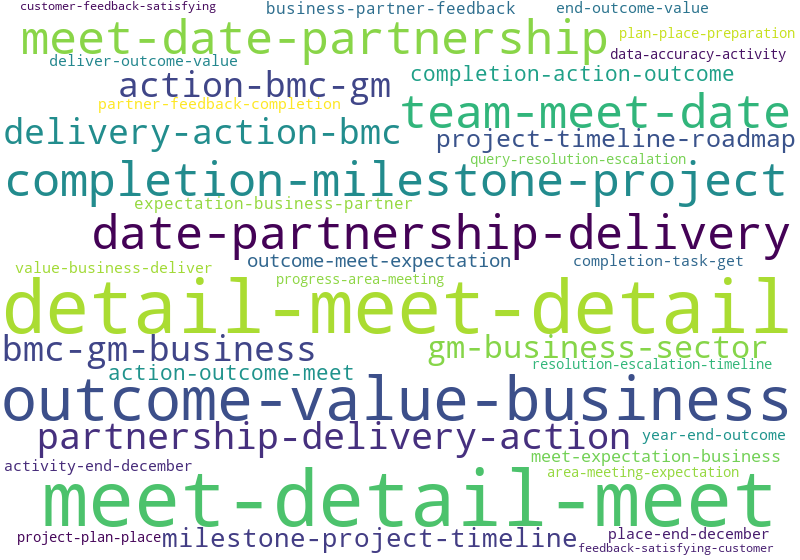 customer-feedback-satisfying
business-partner-feedback
end-outcome-value
meet-date-partnership
plan-place-preparation
data-accuracy-activity
deliver-outcome-value
action-bmc-gm
completion-action-outcome
partner-feedback-completion
team-meet-date
delivery-action-bmc
project-timeline-roadmap
query-resolution-escalation
completion-milestone-project
expectation-business-partner
date-partnership-delivery
value-business-deliver
outcome-meet-expectation
completion-task-get
progress-area-meeting
detail-meet-detail
bmc-gm-business
gm-business-sector
action-outcome-meet
resolution-escalation-timeline
outcome-value-business
partnership-delivery-action
year-end-outcome
activity-end-december
meet-expectation-business
area-meeting-expectation
meet-detail-meet
project-plan-place
milestone-project-timeline
place-end-december
feedback-satisfying-customer